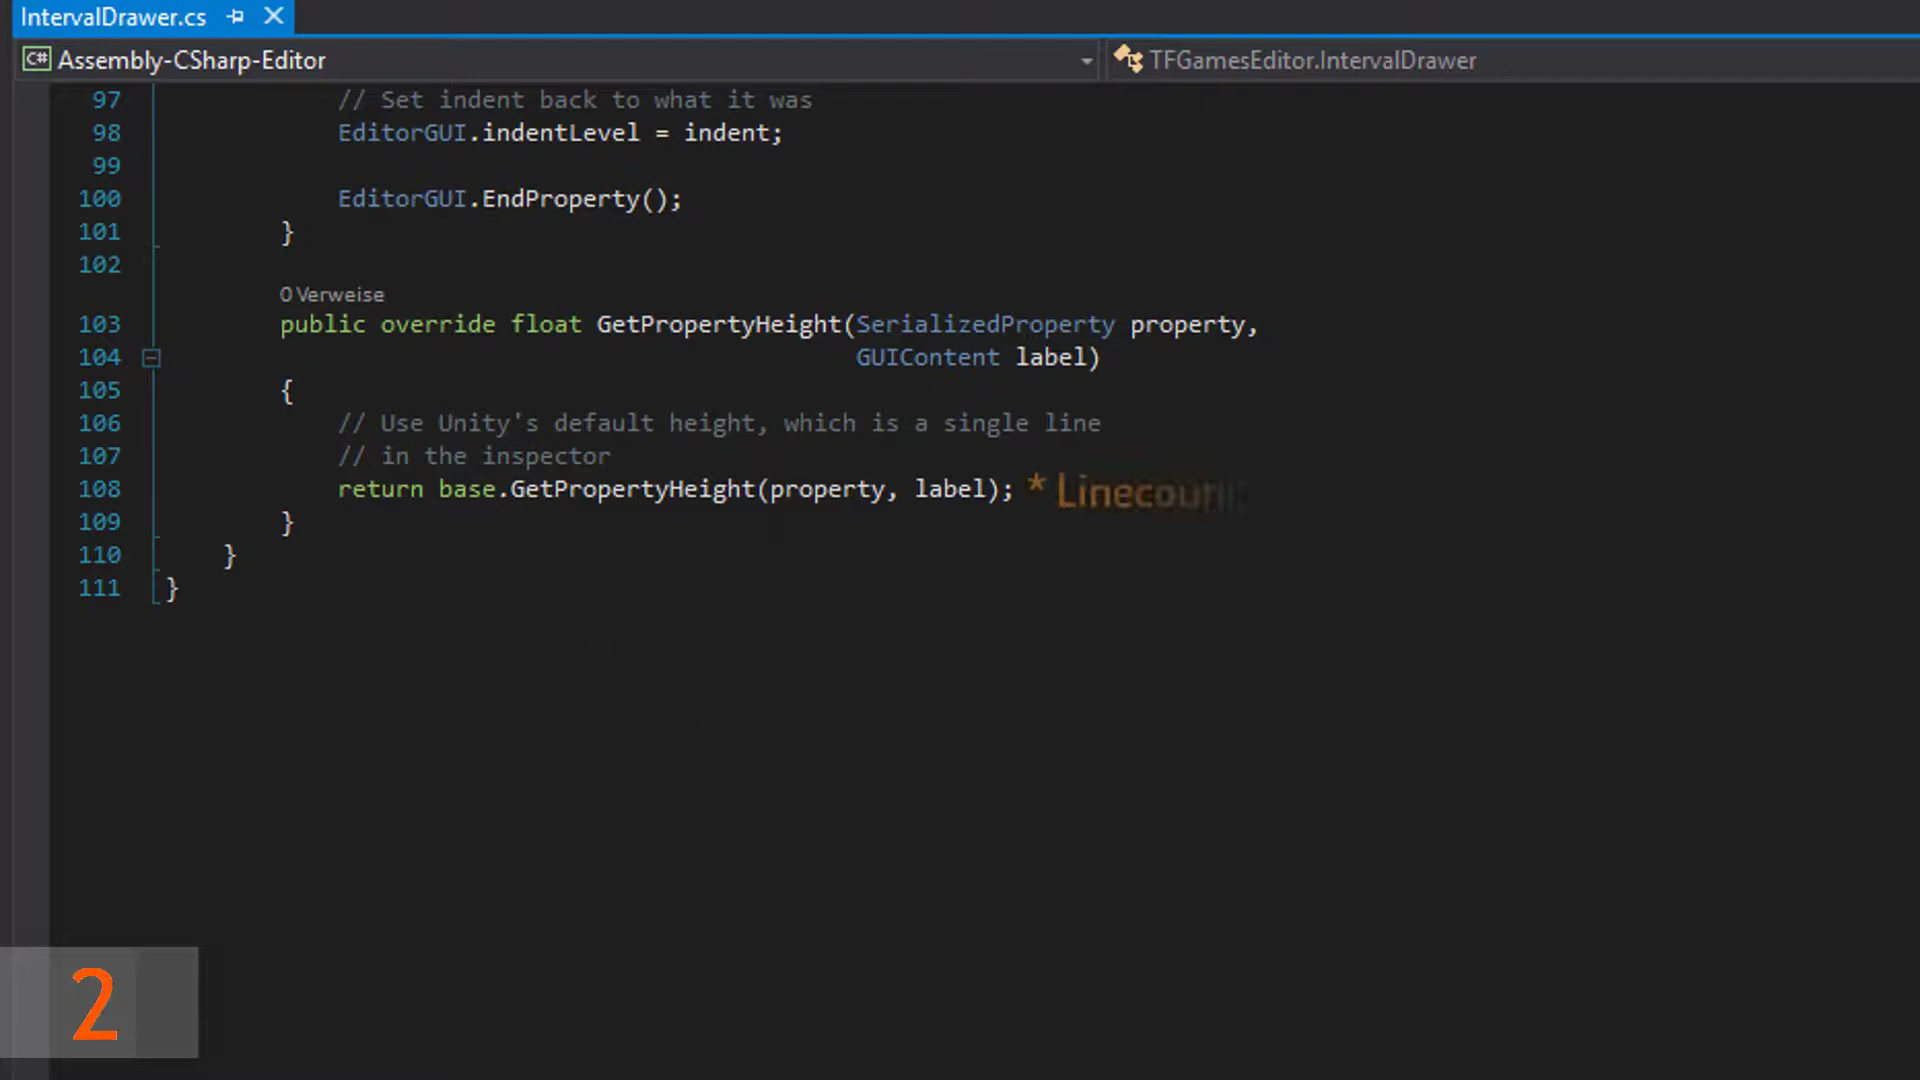 IntervalDrawer.cs
C# Assembly-CSharp-Editor
TFGamesEditor.IntervalDrawer
97 // Set indent back to what it was
98 EditorGUI.indentLevel = indent;
99
100 EditorGUI.EndProperty();
101 }
102
0 Verweise
103 public override float GetPropertyHeight(SerializedProperty property,
104 GUIContent label)
105 {
106 // Use Unity's default height, which is a single line
107 // in the inspector
108 return base.GetPropertyHeight(property, label); *
109 }
110 }
111 }
2